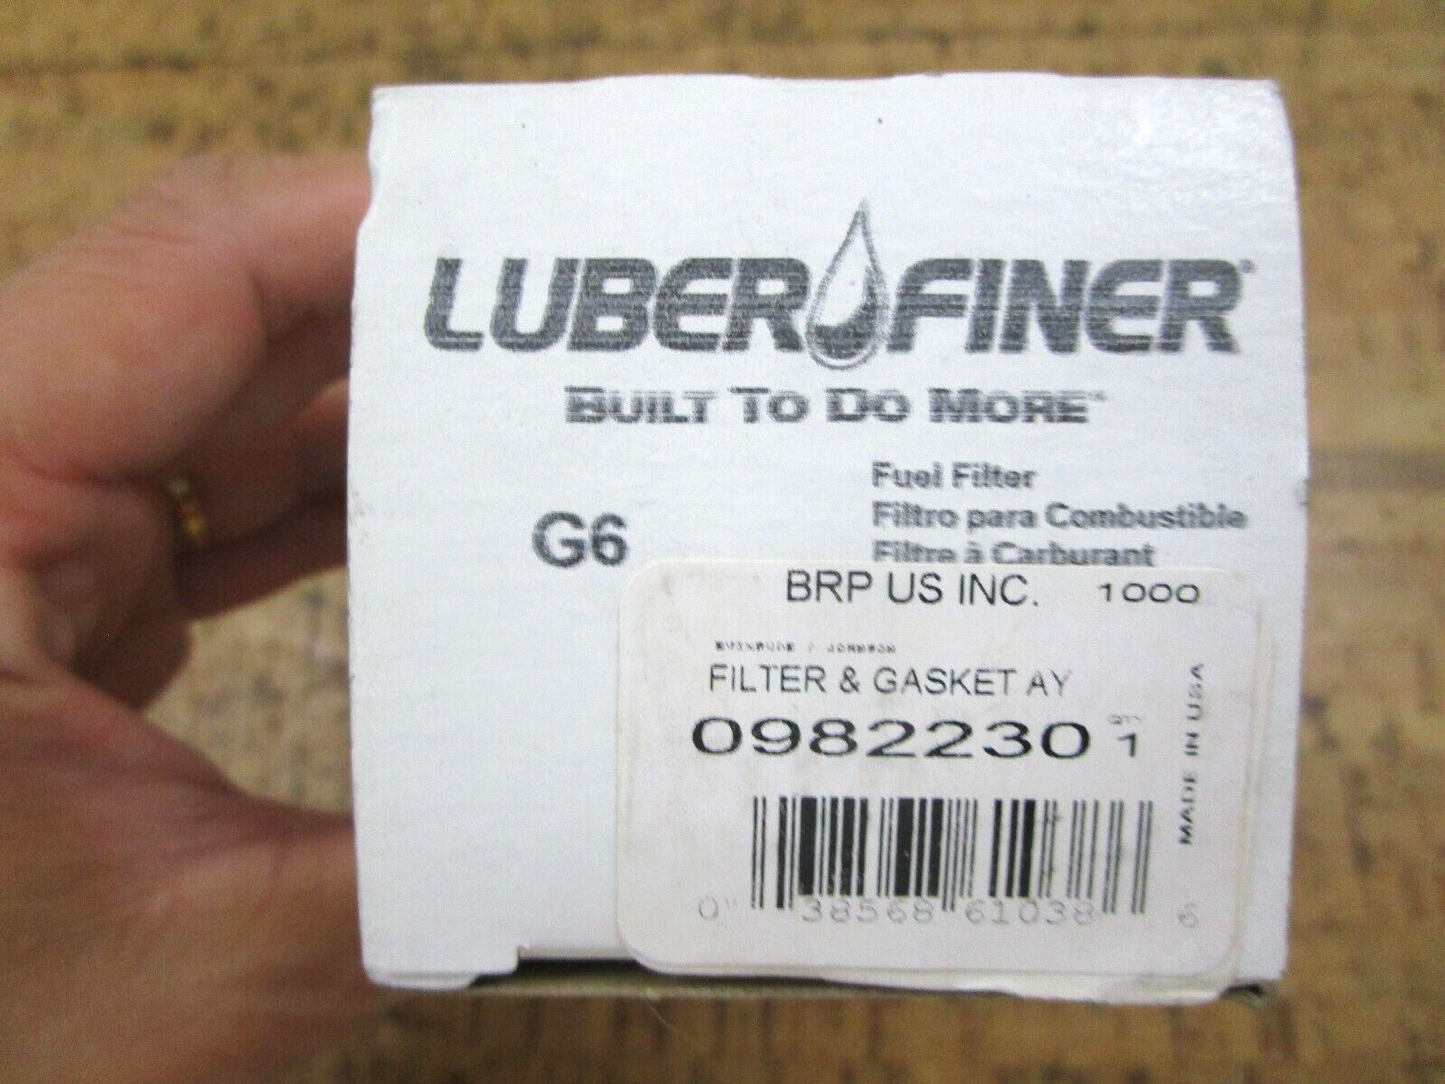 LUBERFINER®
BUILT TO DO MORE™
Fuel Filter
Filtro para Combustible
Filtre à Carburant
G6
BRP US INC. 1000
EVINRUDE / JOHNSON
FILTER & GASKET AY
0982230 QTY 1
MADE IN USA
0 38568 61038 6